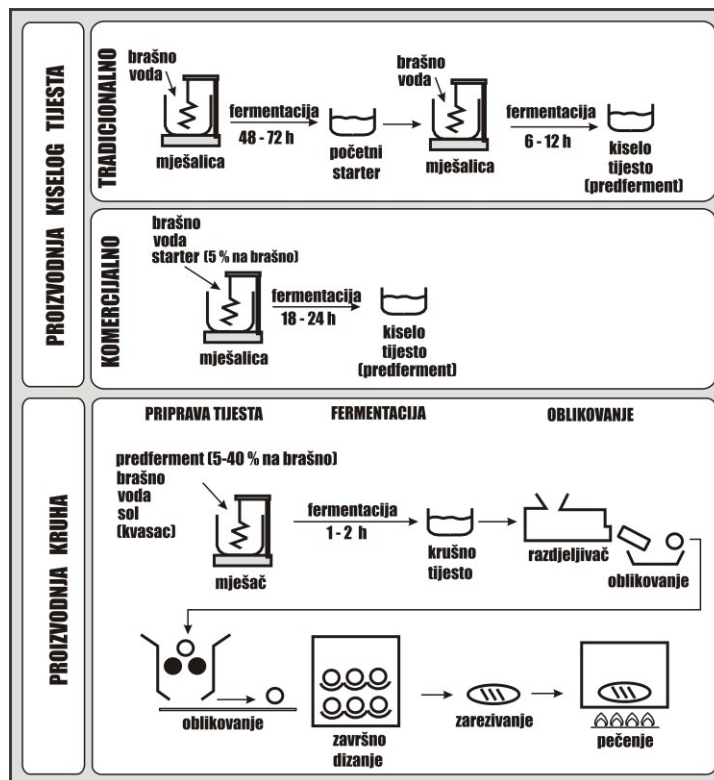 PROIZVODNJA KISELOG TIJESTA
TRADICIONALNO
brašno
voda
mješalica
fermentacija
48 - 72 h
početni
starter
brašno
voda
mješalica
fermentacija
6 - 12 h
kiselo
tijesto
(predferment)
KOMERCIJALNO
brašno
voda
starter (5 % na brašno)
mješalica
fermentacija
18 - 24 h
kiselo
tijesto
(predferment)
PROIZVODNJA KRUHA
PRIPRAVA TIJESTA
FERMENTACIJA
OBLIKOVANJE
predferment (5-40 % na brašno)
brašno
voda
sol
(kvasac)
mješač
fermentacija
1 - 2 h
krušno
tijesto
razdjeljivač
oblikovanje
oblikovanje
završno
dizanje
zarezivanje
pečenje